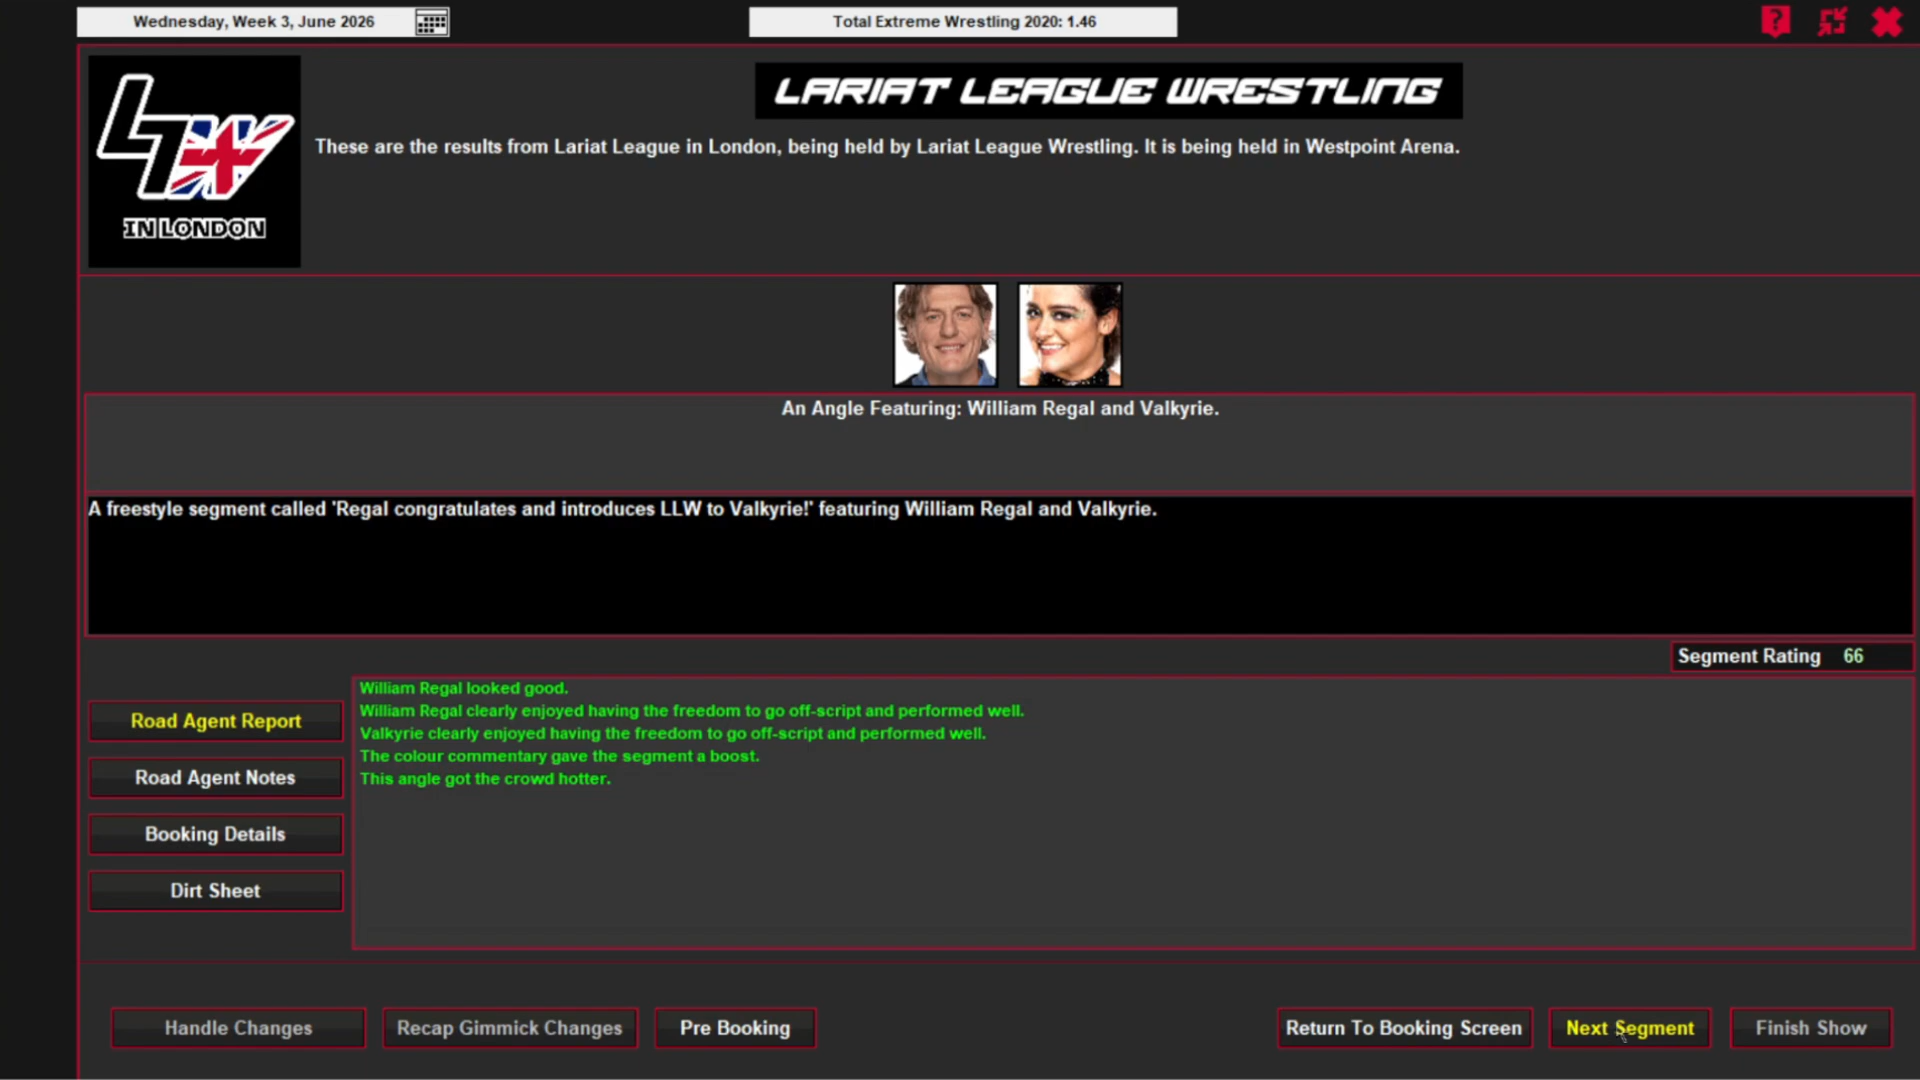 Wednesday, Week 3, June 2026
Total Extreme Wrestling 2020: 1.46
?
LLW
IN LONDON
LARIAT LEAGUE WRESTLING
These are the results from Lariat League in London, being held by Lariat League Wrestling. It is being held in Westpoint Arena.
An Angle Featuring: William Regal and Valkyrie.
A freestyle segment called 'Regal congratulates and introduces LLW to Valkyrie!' featuring William Regal and Valkyrie.
Segment Rating 66
Road Agent Report
Road Agent Notes
Booking Details
Dirt Sheet
William Regal looked good.
William Regal clearly enjoyed having the freedom to go off-script and performed well.
Valkyrie clearly enjoyed having the freedom to go off-script and performed well.
The colour commentary gave the segment a boost.
This angle got the crowd hotter.
Handle Changes
Recap Gimmick Changes
Pre Booking
Return To Booking Screen
Next Segment
Finish Show